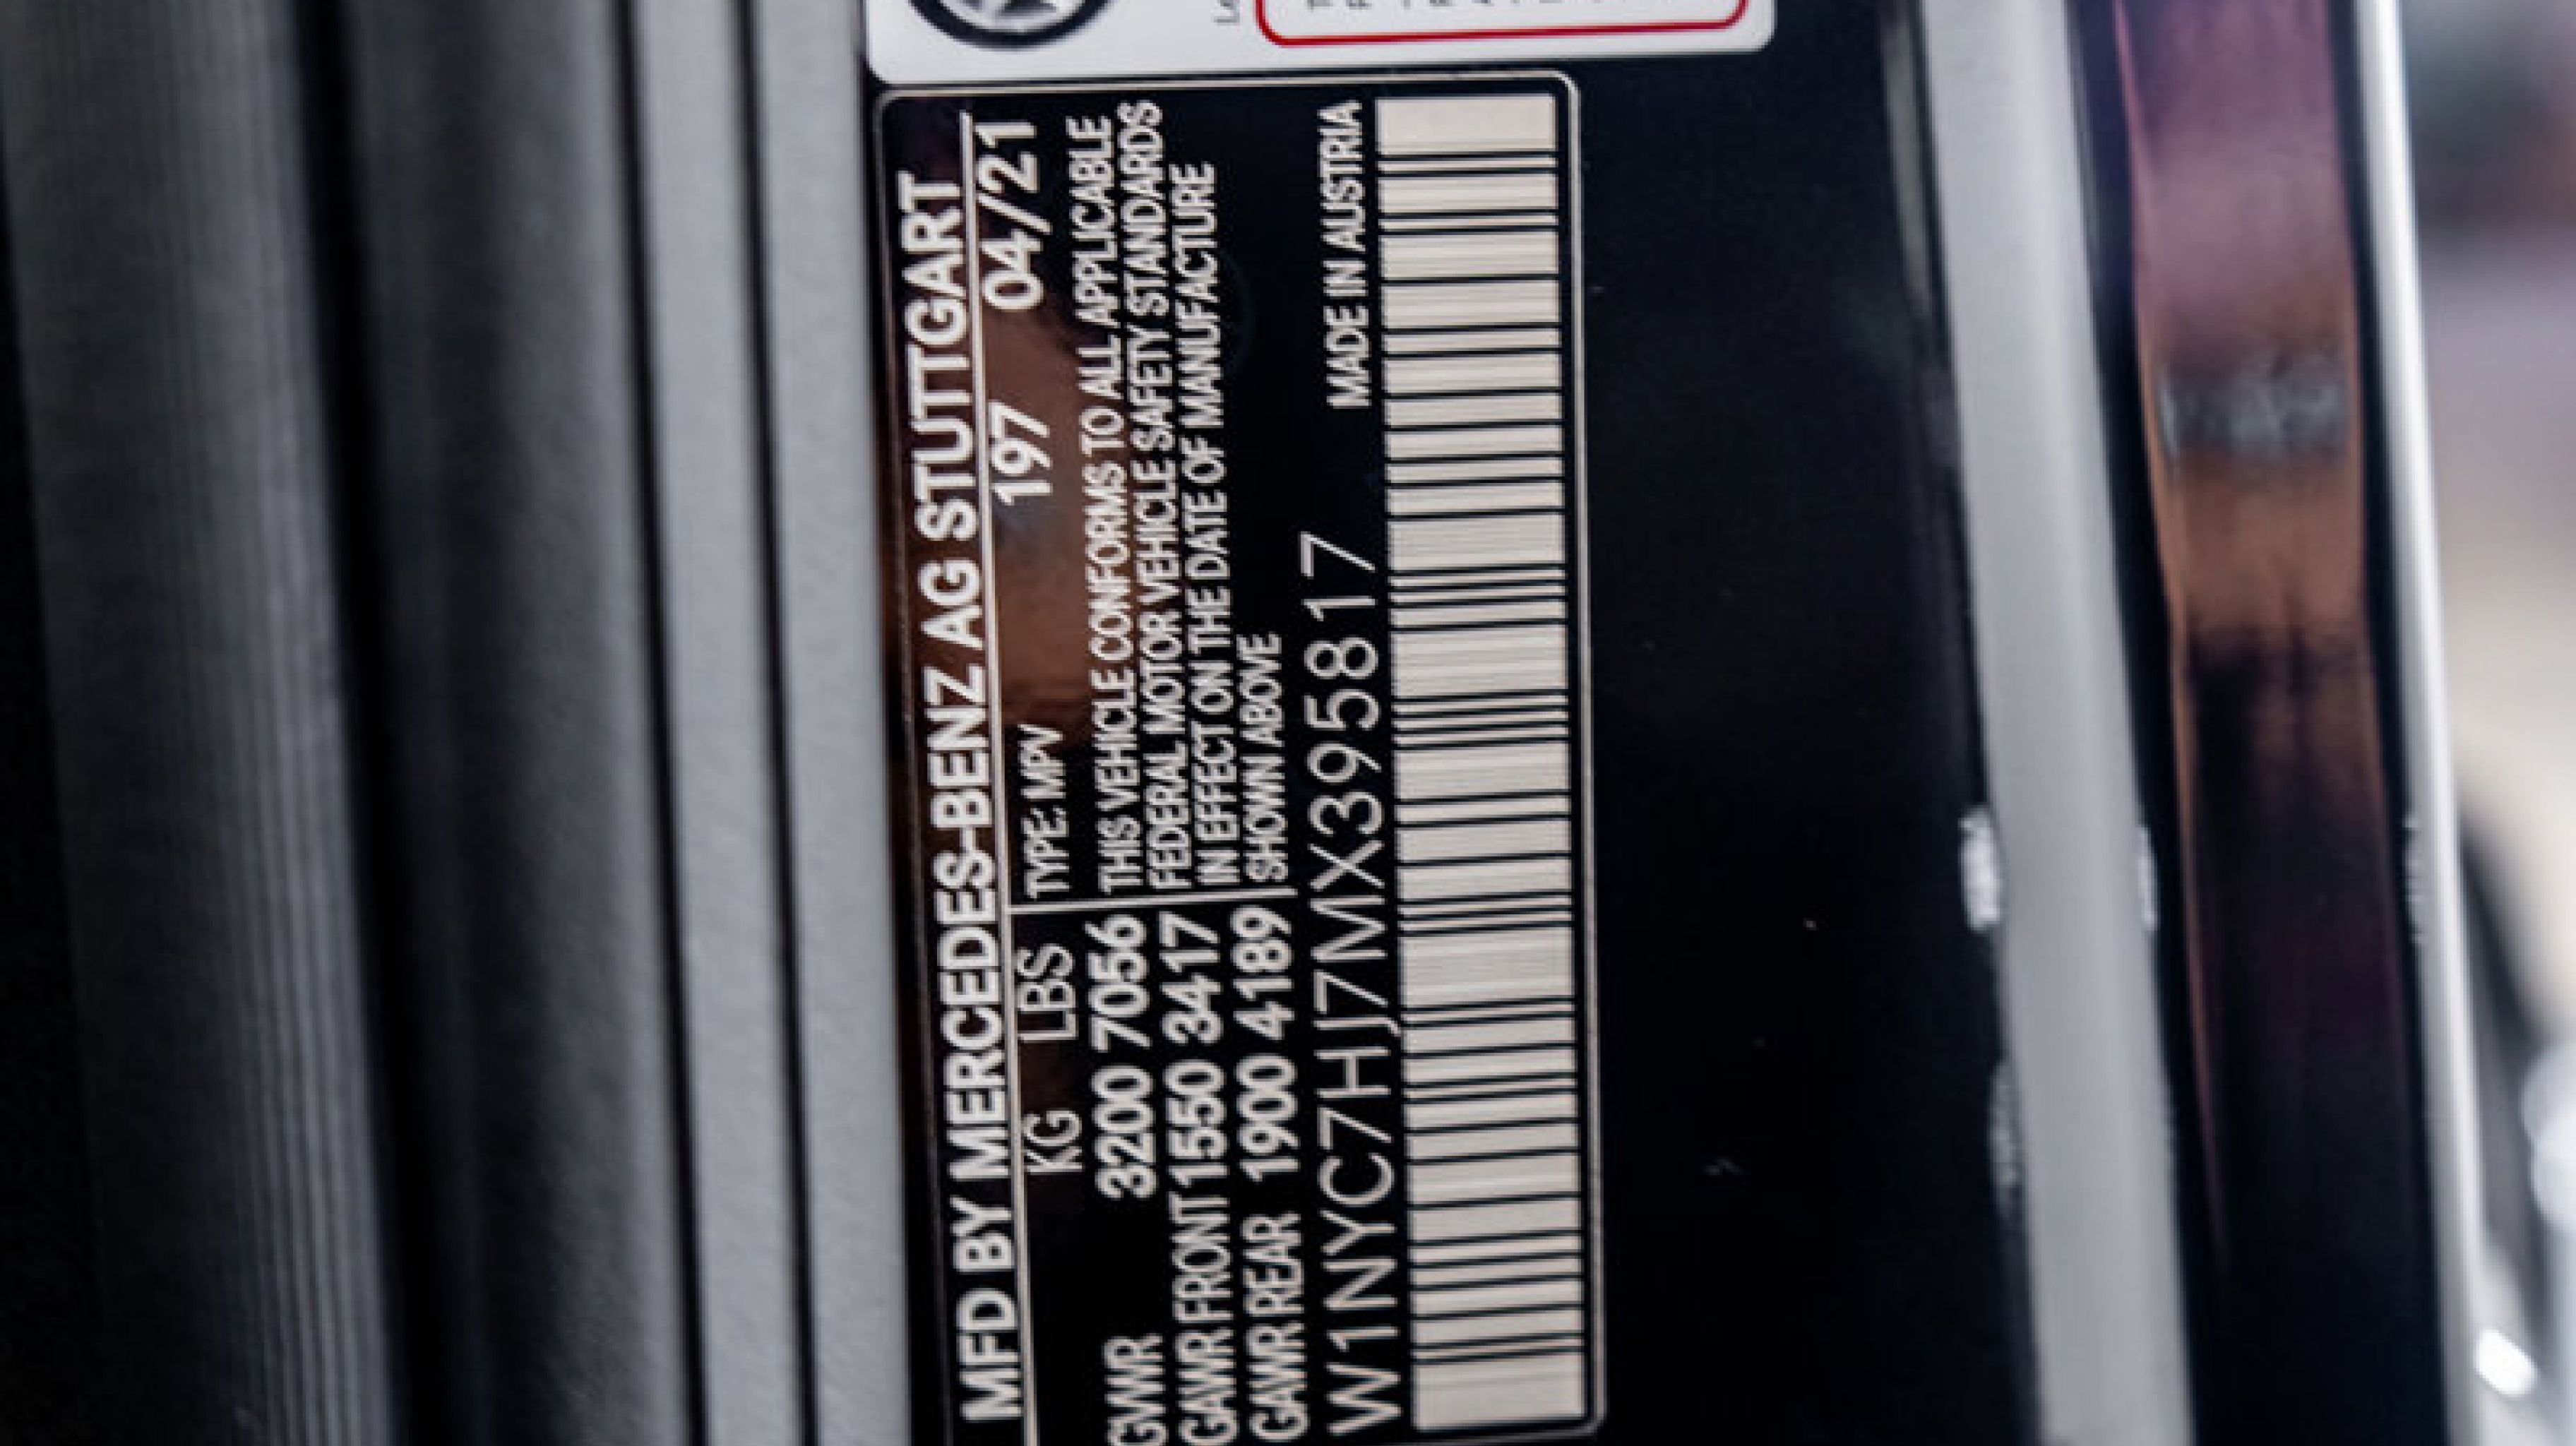 MFD BY MERCEDES-BENZ AG STUTTGART
KG LBS
TYPE: MPV 197 04/21
GVWR 3200 7056
GAWR FRONT 1550 3417
GAWR REAR 1900 4189
THIS VEHICLE CONFORMS TO ALL APPLICABLE
FEDERAL MOTOR VEHICLE SAFETY STANDARDS
IN EFFECT ON THE DATE OF MANUFACTURE
SHOWN ABOVE
W1NYC7HJ7MX395817 MADE IN AUSTRIA